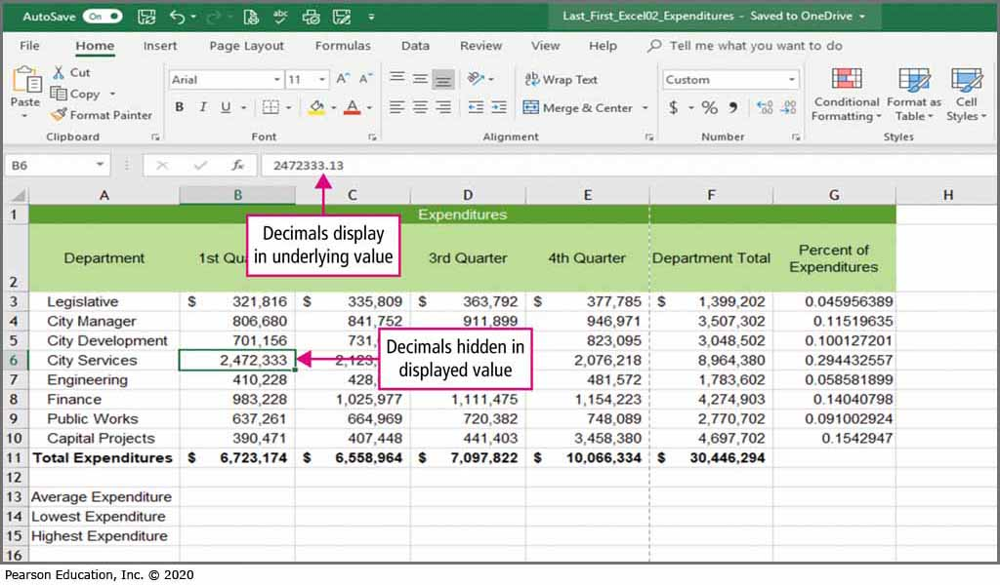 AutoSave On abc Last_First_Excel02_Expenditures - Saved to OneDrive
File Home Insert Page Layout Formulas Data Review View Help Tell me what you want to do
Paste Cut Arial 11 A A Wrap Text Custom Conditional Formatting Format as Table Cell Styles
Copy
Format Painter B I U A Merge & Center $ % 9 .00 .00
Clipboard Font Alignment Number Styles
B6 fx 2472333.13
A B C D E F G H
1 Expenditures
Decimals display
in underlying value
2 Department 1st Qu 3rd Quarter 4th Quarter Department Total Percent of Expenditures
3 Legislative $ 321,816 $ 335,809 $ 363,792 $ 377,785 $ 1,399,202 0.045956389
4 City Manager 806,680 841,752 911,899 946,971 3,507,302 0.11519635
5 City Development 701,156 731, 823,095 3,048,502 0.100127201
Decimals hidden in
displayed value
6 City Services 2,472,333 2,123, 2,076,218 8,964,380 0.294432557
7 Engineering 410,228 428, 481,572 1,783,602 0.058581899
8 Finance 983,228 1,025,977 1,111,475 1,154,223 4,274,903 0.14040798
9 Public Works 637,261 664,969 720,382 748,089 2,770,702 0.091002924
10 Capital Projects 390,471 407,448 441,403 3,458,380 4,697,702 0.1542947
11 Total Expenditures $ 6,723,174 $ 6,558,964 $ 7,097,822 $ 10,066,334 $ 30,446,294
12
13 Average Expenditure
14 Lowest Expenditure
15 Highest Expenditure
16
Pearson Education, Inc. © 2020